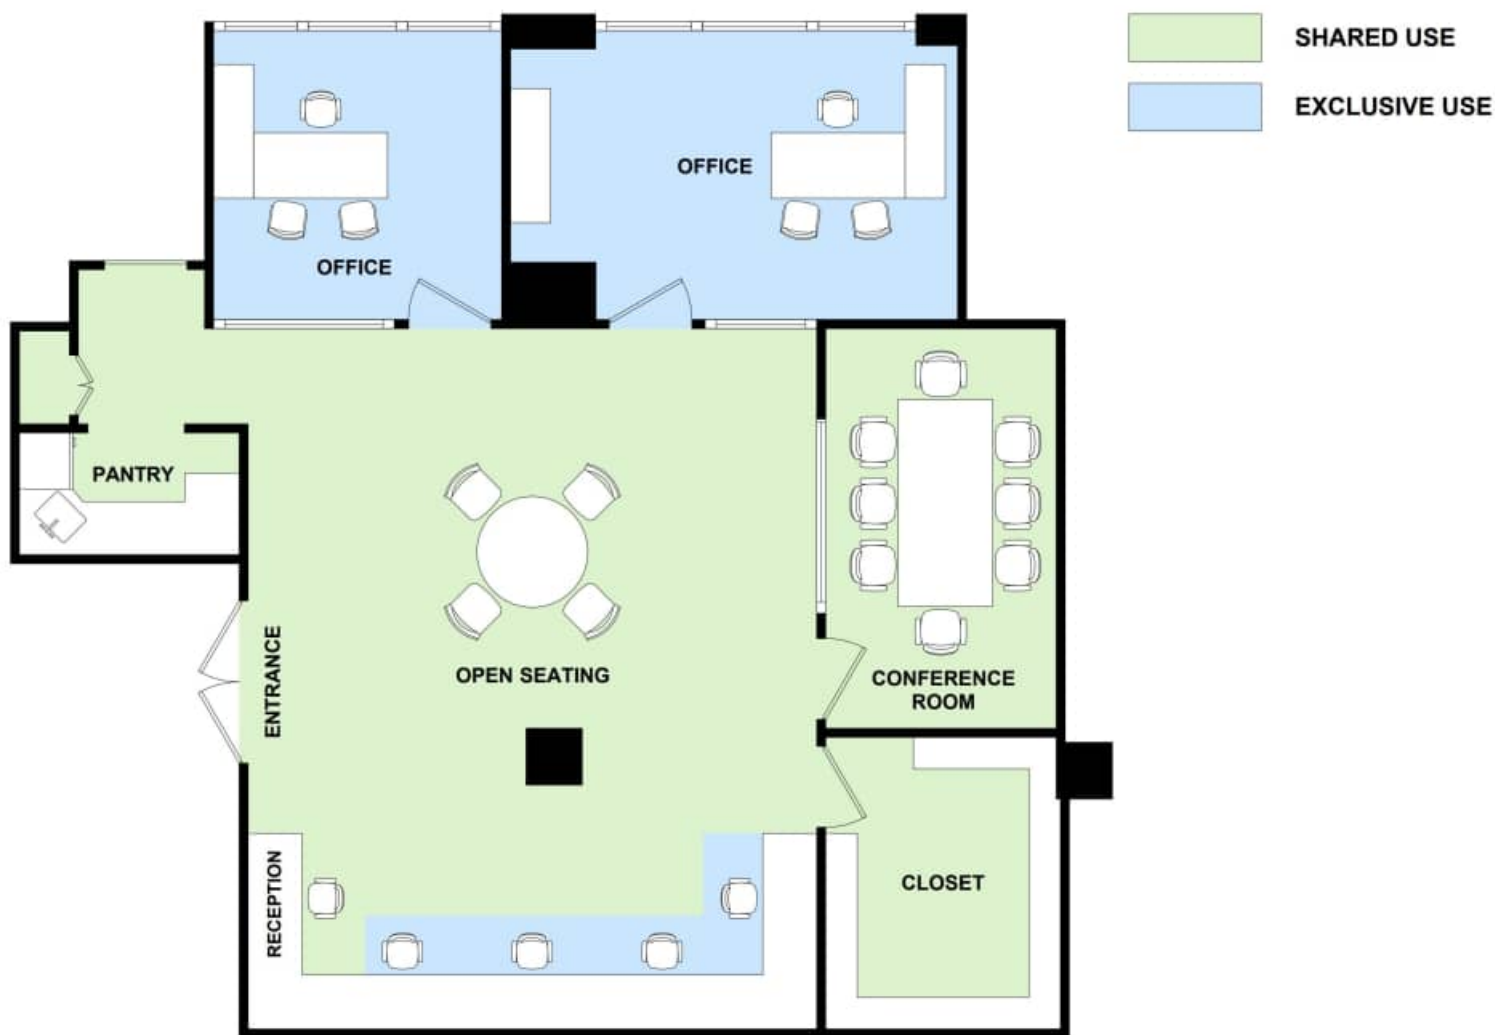 SHARED USE
EXCLUSIVE USE
OFFICE
OFFICE
PANTRY
ENTRANCE
OPEN SEATING
CONFERENCE
ROOM
RECEPTION
CLOSET